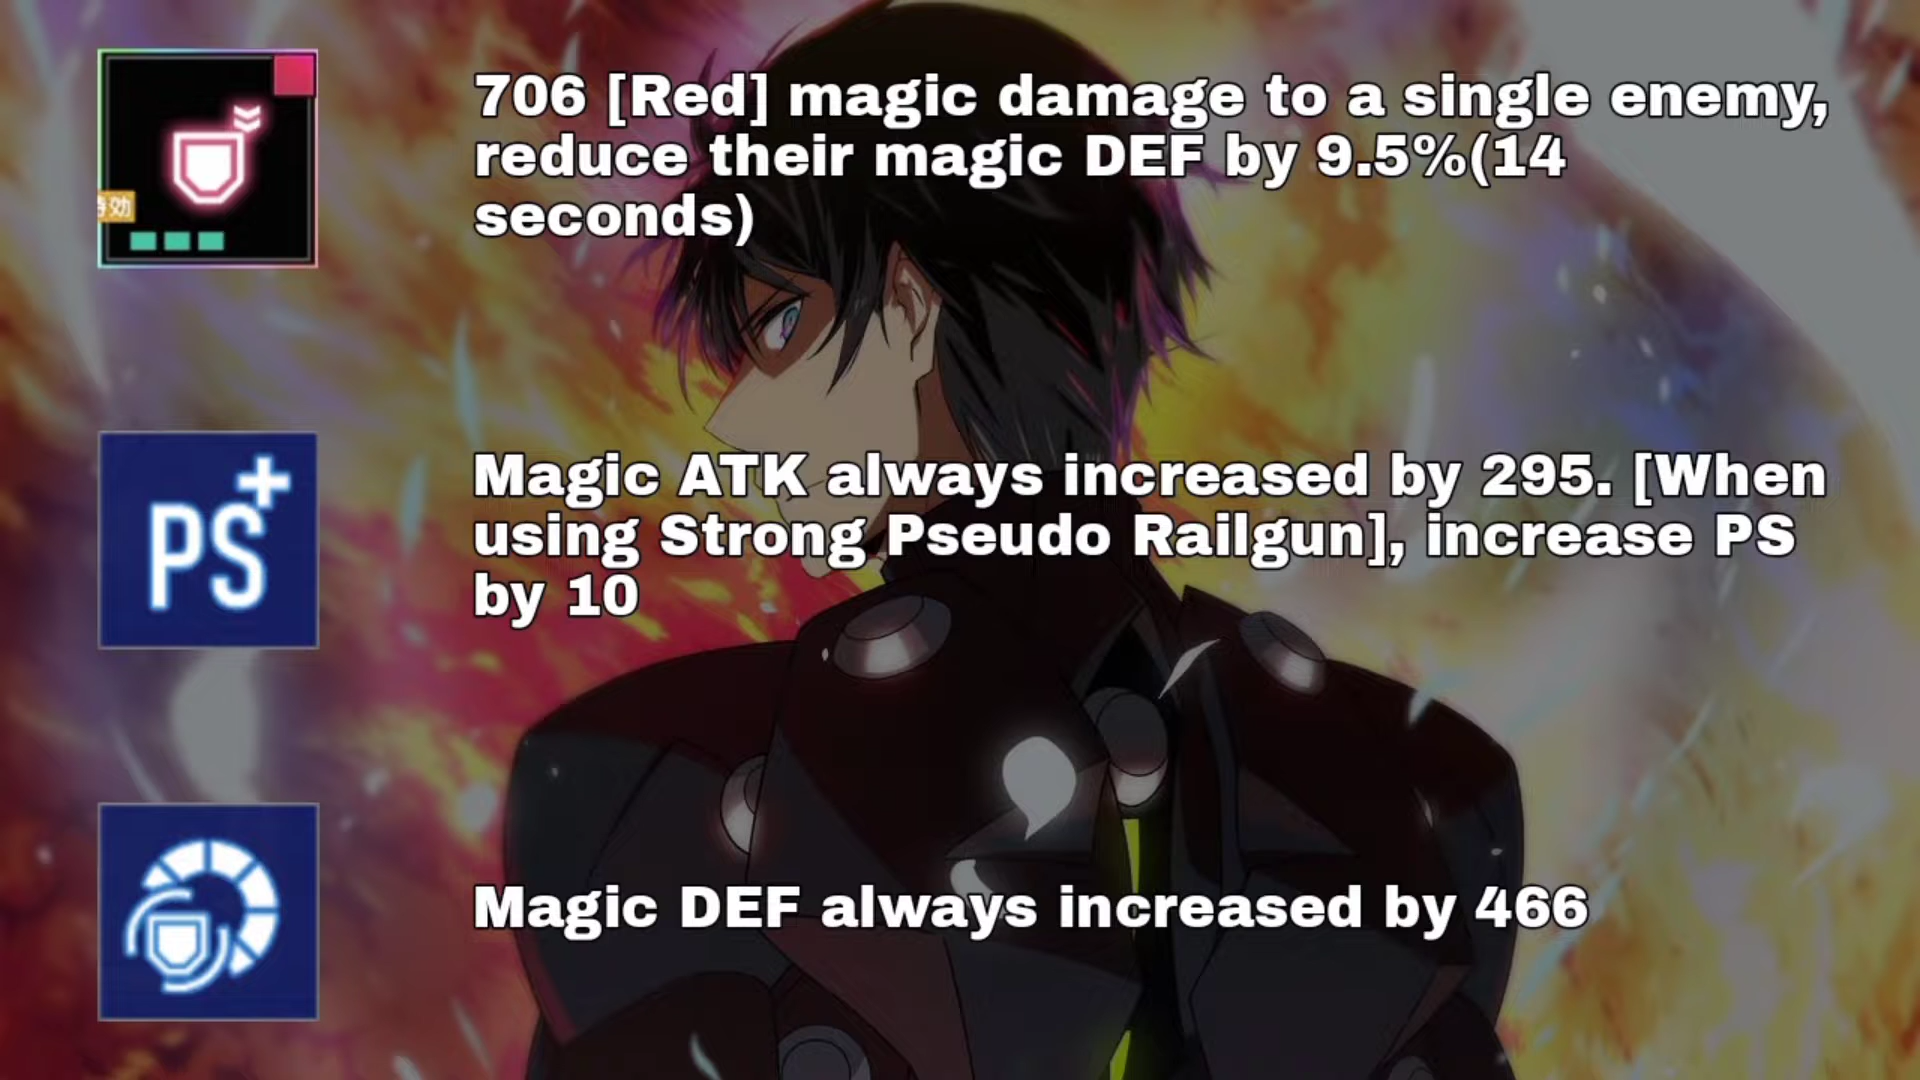 706 [Red] magic damage to a single enemy,
reduce their magic DEF by 9.5%(14
seconds)
効
PS+
Magic ATK always increased by 295. [When
using Strong Pseudo Railgun], increase PS
by 10
Magic DEF always increased by 466